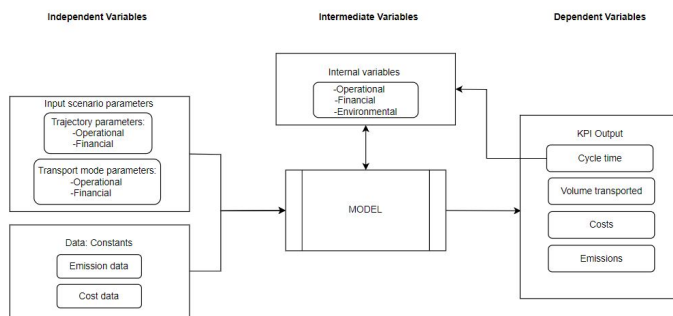 Independent Variables
Intermediate Variables
Dependent Variables
Input scenario parameters
Trajectory parameters:
-Operational
-Financial
Transport mode parameters:
-Operational
-Financial
Data: Constants
Emission data
Cost data
Internal variables
-Operational
-Financial
-Environmental
MODEL
KPI Output
Cycle time
Volume transported
Costs
Emissions